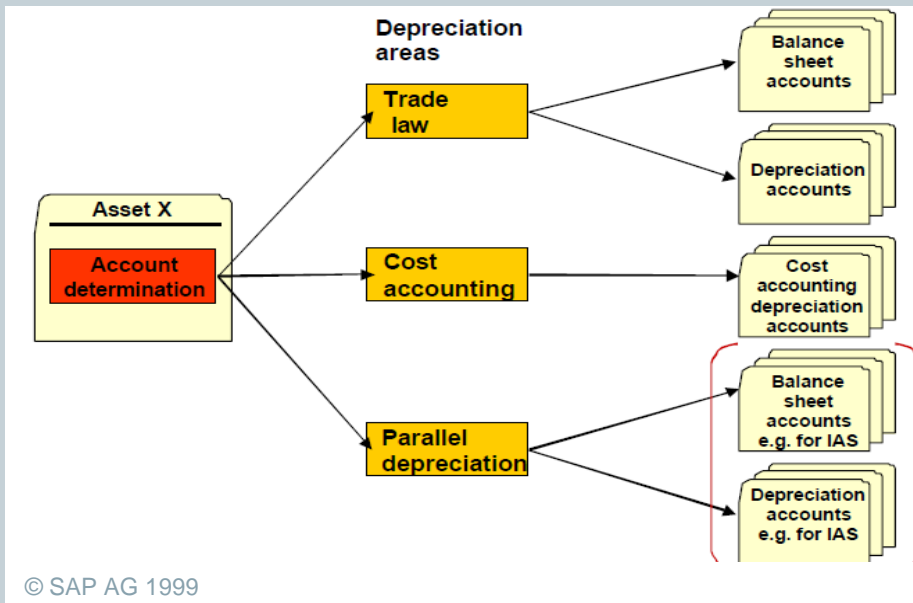 Depreciation
areas
Asset X
Account
determination
Trade
law
Cost
accounting
Parallel
depreciation
Balance
sheet
accounts
Depreciation
accounts
Cost
accounting
depreciation
accounts
Balance
sheet
accounts
e.g. for IAS
Depreciation
accounts
e.g. for IAS
© SAP AG 1999